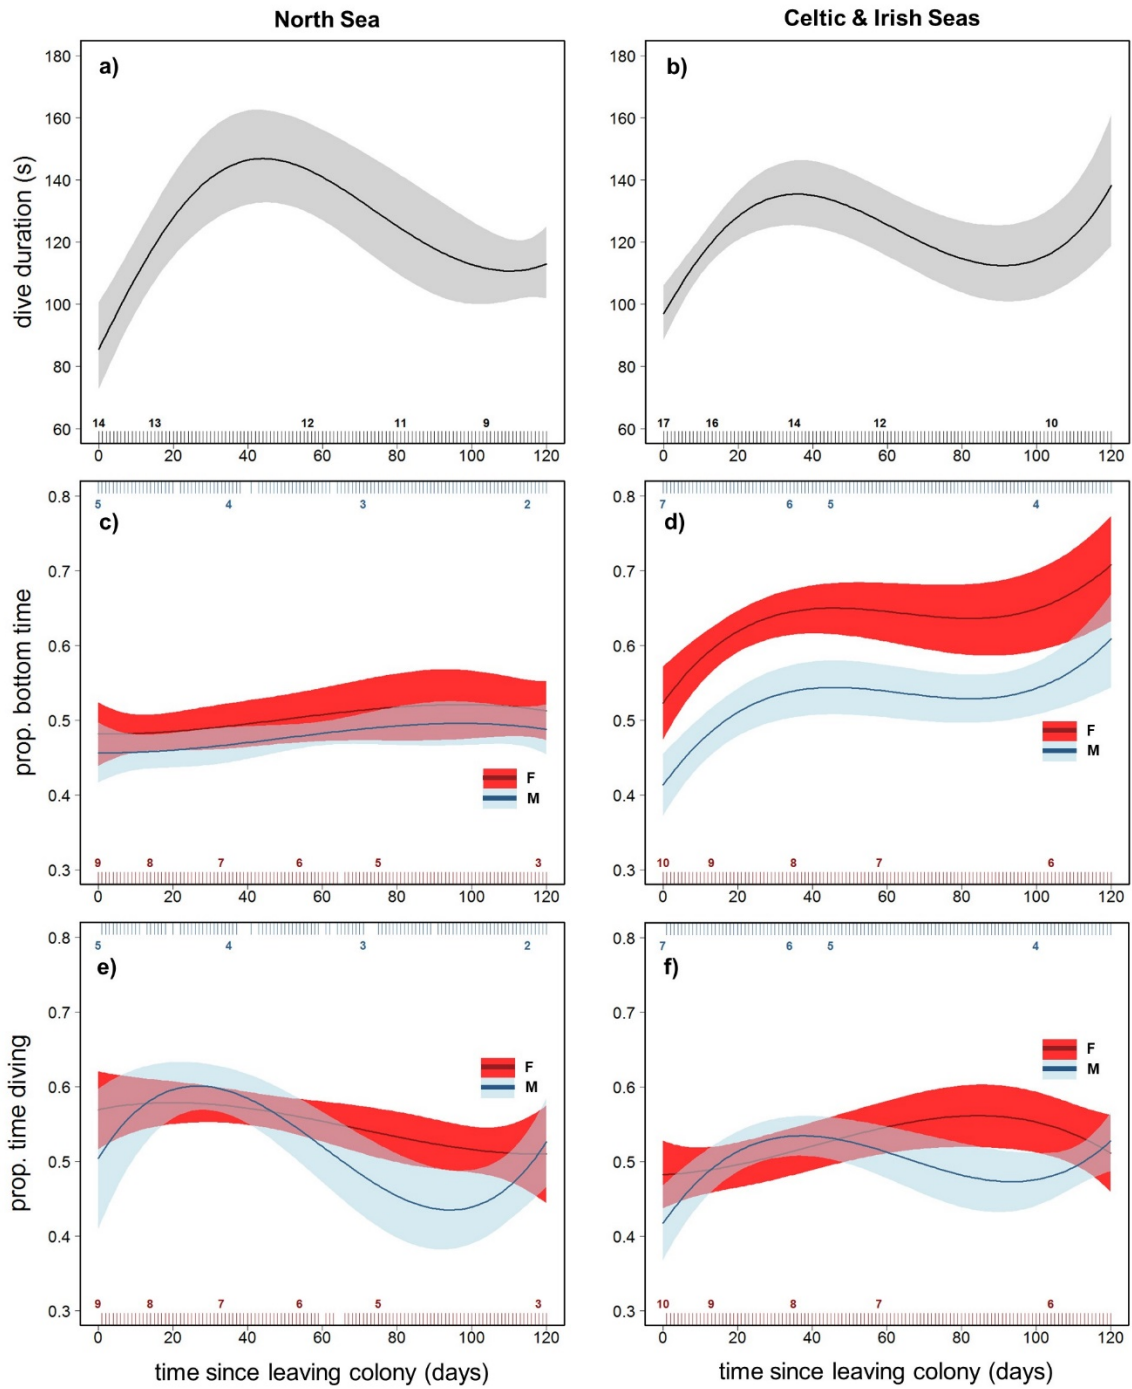 North Sea
Celtic & Irish Seas
a)
b)
dive duration (s)
180
160
140
120
100
80
60
14 13 12 11 9
0 20 40 60 80 100 120
180
160
140
120
100
80
60
17 16 14 12 10
0 20 40 60 80 100 120
c)
d)
prop. bottom time
0.8
0.7
0.6
0.5
0.4
0.3
5 4 3 2
F
M
9 8 7 6 5 3
0 20 40 60 80 100 120
0.8
0.7
0.6
0.5
0.4
0.3
7 6 5 4
F
M
10 9 8 7 6
0 20 40 60 80 100 120
e)
f)
prop. time diving
0.8
0.7
0.6
0.5
0.4
0.3
5 4 3 2
F
M
9 8 7 6 5 3
0 20 40 60 80 100 120
time since leaving colony (days)
0.8
0.7
0.6
0.5
0.4
0.3
7 6 5 4
F
M
10 9 8 7 6
0 20 40 60 80 100 120
time since leaving colony (days)